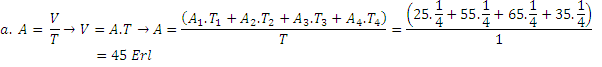 a. A = V/T → V = A.T → A = (A₁.T₁ + A₂.T₂ + A₃.T₃ + A₄.T₄)/T = (25.1/4 + 55.1/4 + 65.1/4 + 35.1/4)/1
= 45 Erl